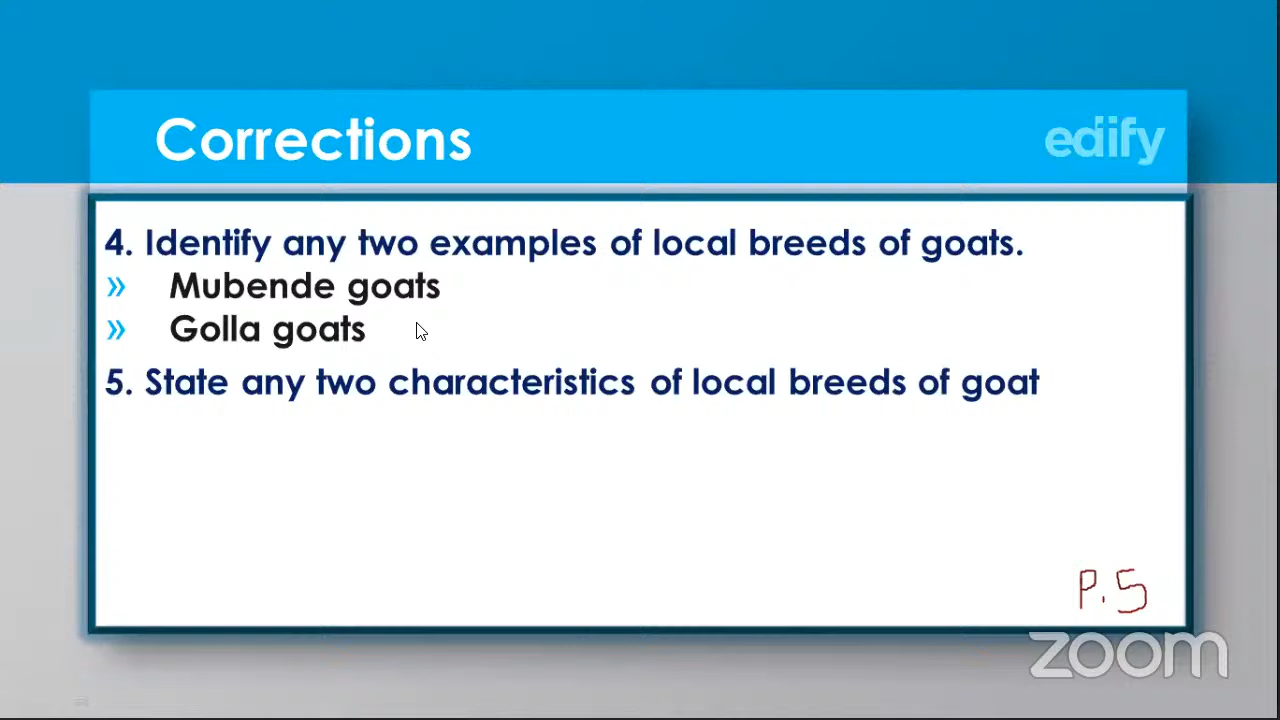 Corrections
edify
4. Identify any two examples of local breeds of goats.
» Mubende goats
» Golla goats
5. State any two characteristics of local breeds of goat
P.5
zoom